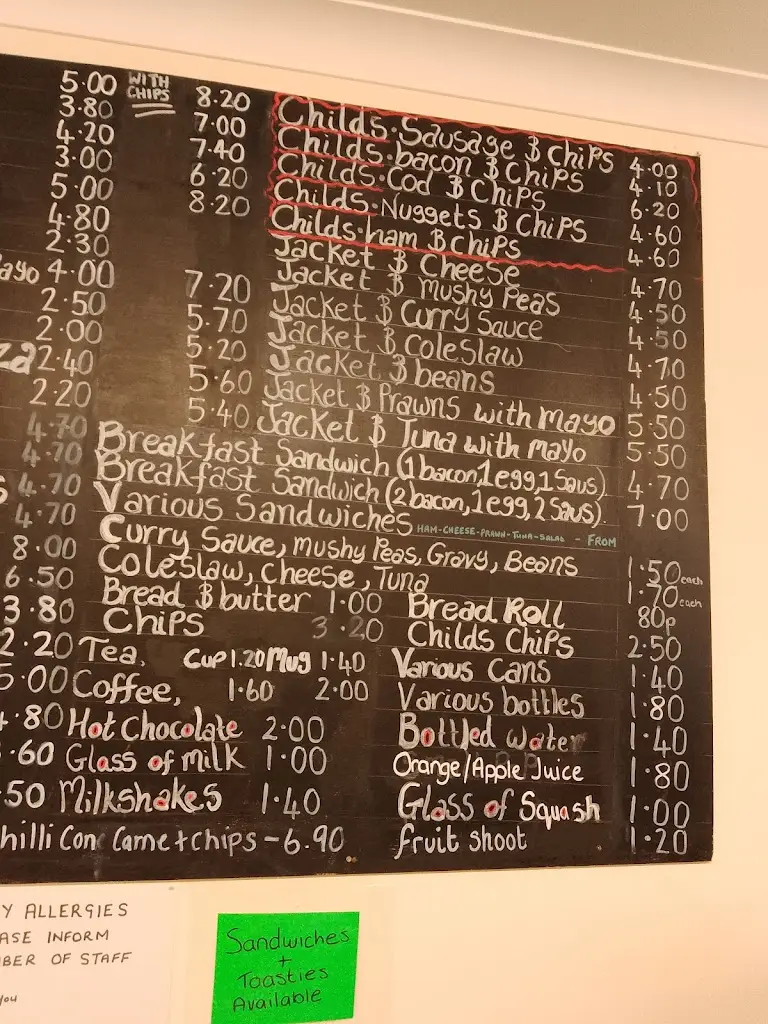 5.00 WITH CHIPS 8.20 Childs·Sausage & Chips 4.00
3.80 7.00 Childs·bacon & Chips 4.10
4.20 7.40 Childs·Cod & Chips 6.20
3.00 6.20 Childs·Nuggets & Chips 4.60
5.00 8.20 Childs·ham & Chips 4.60
4.80 Jacket & Cheese 4.70
2.30 Jacket & Mushy Peas 4.50
ayo 4.00 7.20 Jacket & Curry Sauce 4.50
2.50 5.70 Jacket & Coleslaw 4.70
2.00 5.20 Jacket & beans 4.50
za 2.40 5.60 Jacket & Prawns with Mayo 5.50
2.20 5.40 Jacket & Tuna with Mayo 5.50
4.70 Breakfast Sandwich (1bacon,1egg,1Saus) 4.70
4.70 Breakfast Sandwich (2bacon,1egg,2Saus) 7.00
s 4.70 Various Sandwiches HAM-CHEESE-PRAWN-TUNA-SALAD - FROM
4.70 Curry Sauce, Mushy Peas, Gravy, Beans 1.50 each
8.00 Coleslaw, Cheese, Tuna 1.70 each
6.50 Bread & butter 1.00 Bread Roll 80p
3.80 Chips 3.20 Childs Chips 2.50
2.20 Tea. Cup 1.20 Mug 1.40 Various Cans 1.40
5.00 Coffee, 1.60 2.00 Various bottles 1.80
4.80 Hot Chocolate 2.00 Bottled water 1.40
.60 Glass of Milk 1.00 Orange/Apple Juice 1.80
.50 Milkshakes 1.40 Glass of Squash 1.00
hilli Con Carne + chips - 6.90 fruit shoot 1.20
Y ALLERGIES
ASE INFORM
BER OF STAFF
you
Sandwiches
+
Toasties
Available